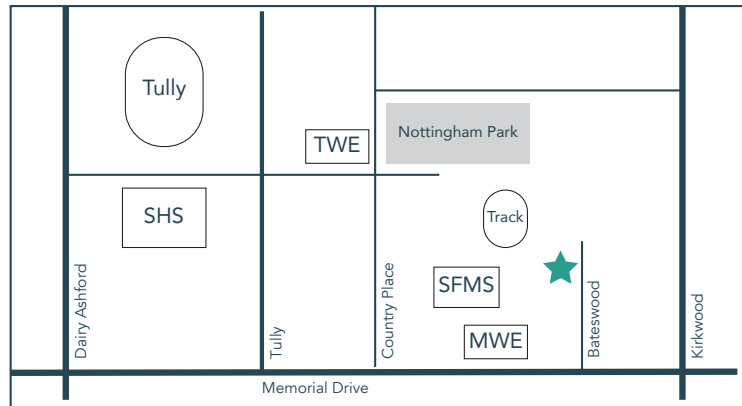 Tully
TWE
Nottingham Park
SHS
Track
SFMS
MWE
Dairy Ashford
Tully
Country Place
Bateswood
Kirkwood
Memorial Drive